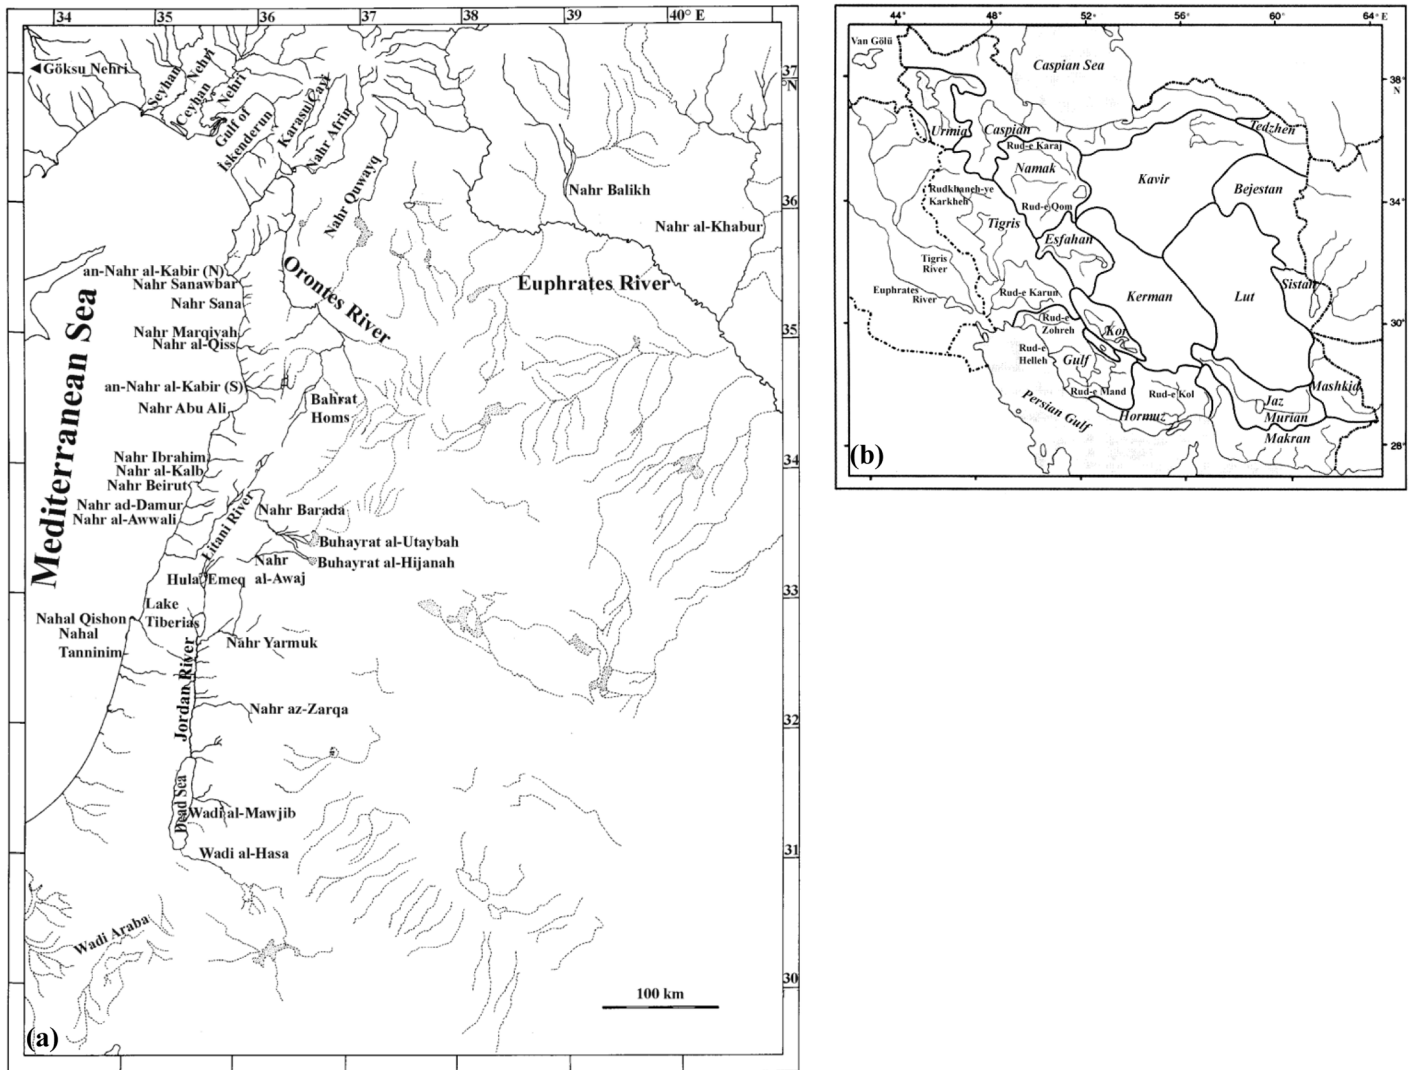 34
35
36
37
38
39
40° E
37
N
Göksu Nehri
Seyhan
Nehri
Ceyhan
Nehri
Gulf of
İskenderun
Karasu Çayi
Nahr Afrin
Nahr Quwayq
Nahr Balikh
36
Nahr al-Khabur
an-Nahr al-Kabir (N)
Nahr Sanawbar
Nahr Sana
Orontes River
Euphrates River
Mediterranean Sea
Nahr Marqiyah
Nahr al-Qiss
35
an-Nahr al-Kabir (S)
Nahr Abu Ali
Bahrat
Homs
Nahr Ibrahim
Nahr al-Kalb
Nahr Beirut
34
Nahr ad-Damur
Nahr al-Awwali
Litani River
Nahr Barada
Buhayrat al-Utaybah
Buhayrat al-Hijanah
Nahr
al-Awaj
Hula Emeq
33
Lake
Tiberias
Nahal Qishon
Nahal
Tanninim
Nahr Yarmuk
Jordan River
Nahr az-Zarqa
32
Dead Sea
Wadi al-Mawjib
Wadi al-Hasa
31
Wadi Araba
30
100 km
(a)
44°
48°
52°
56°
60°
64° E
Van Gölü
Caspian Sea
38°
N
Urmia
Caspian
Tedzhen
Rud-e Karaj
Namak
Kavir
Bejestan
Rudkhaneh-ye
Karkheh
Rud-e Qom
34°
Tigris
Esfahan
Tigris
River
Euphrates
River
Rud-e Karun
Kerman
Lut
Sistan
Rud-e
Zohreh
Kor
30°
Rud-e
Helleh
Gulf
Mashkid
Rud-e Mand
Rud-e Kol
Jaz
Murian
Persian Gulf
Hormuz
Makran
28°
(b)